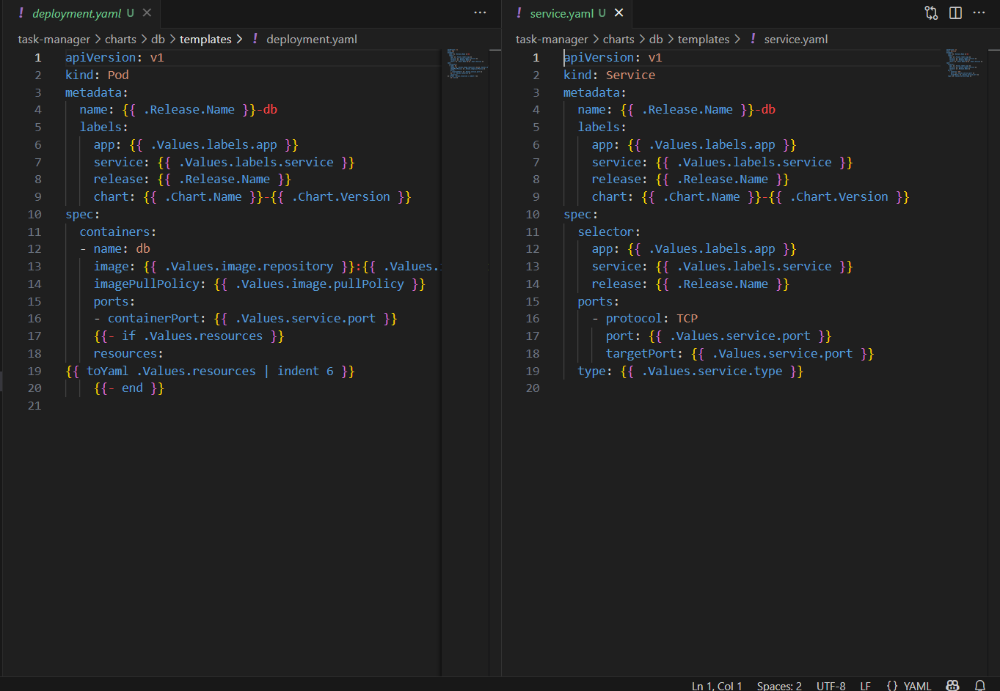 ! deployment.yaml U ×
task-manager > charts > db > templates > ! deployment.yaml
1 apiVersion: v1
2 kind: Pod
3 metadata:
4   name: {{ .Release.Name }}-db
5   labels:
6     app: {{ .Values.labels.app }}
7     service: {{ .Values.labels.service }}
8     release: {{ .Release.Name }}
9     chart: {{ .Chart.Name }}-{{ .Chart.Version }}
10 spec:
11   containers:
12   - name: db
13     image: {{ .Values.image.repository }}:{{ .Values.
14     imagePullPolicy: {{ .Values.image.pullPolicy }}
15     ports:
16     - containerPort: {{ .Values.service.port }}
17     {{- if .Values.resources }}
18     resources:
19 {{ toYaml .Values.resources | indent 6 }}
20     {{- end }}
21
! service.yaml U ×
task-manager > charts > db > templates > ! service.yaml
1 apiVersion: v1
2 kind: Service
3 metadata:
4   name: {{ .Release.Name }}-db
5   labels:
6     app: {{ .Values.labels.app }}
7     service: {{ .Values.labels.service }}
8     release: {{ .Release.Name }}
9     chart: {{ .Chart.Name }}-{{ .Chart.Version }}
10 spec:
11   selector:
12     app: {{ .Values.labels.app }}
13     service: {{ .Values.labels.service }}
14     release: {{ .Release.Name }}
15   ports:
16     - protocol: TCP
17       port: {{ .Values.service.port }}
18       targetPort: {{ .Values.service.port }}
19   type: {{ .Values.service.type }}
20
Ln 1, Col 1 Spaces: 2 UTF-8 LF {} YAML